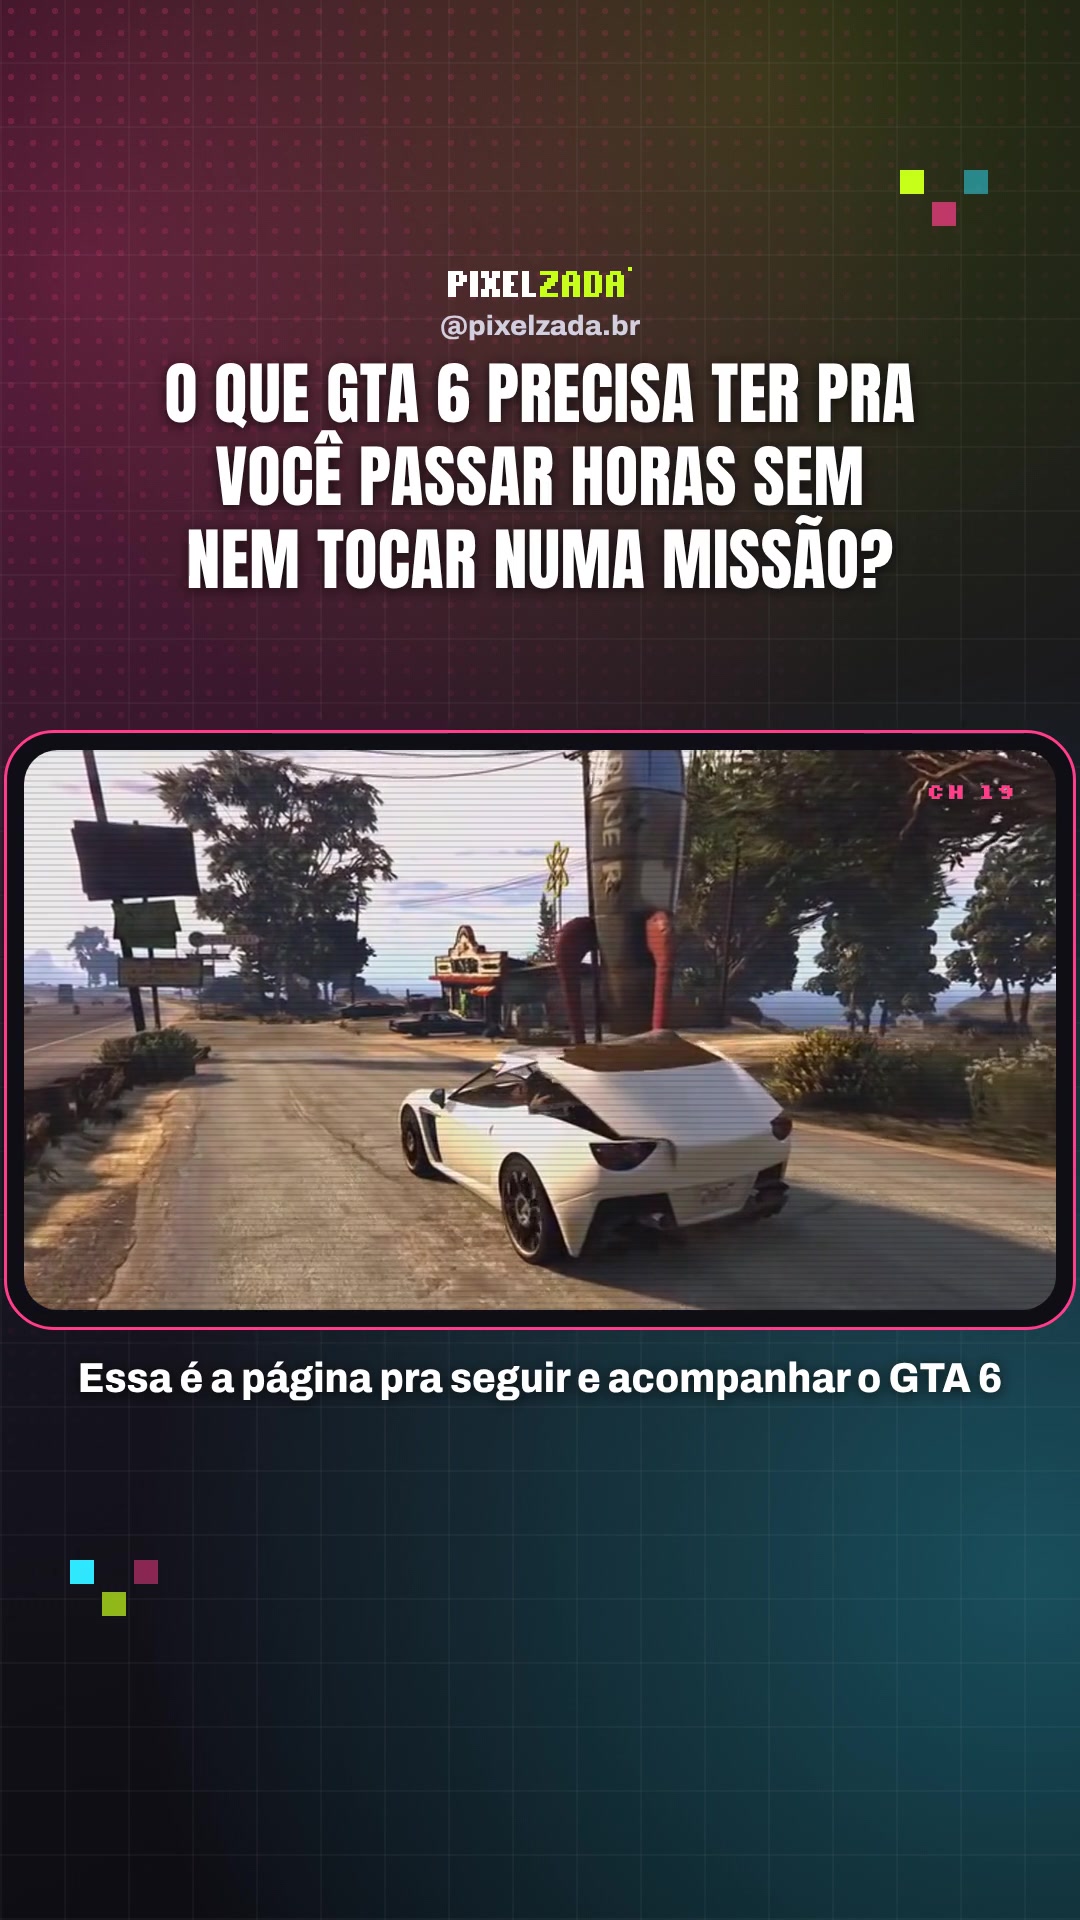 PIXELZADA
@pixelzada.br
O QUE GTA 6 PRECISA TER PRA
VOCÊ PASSAR HORAS SEM
NEM TOCAR NUMA MISSÃO?
CH 19
Essa é a página pra seguir e acompanhar o GTA 6